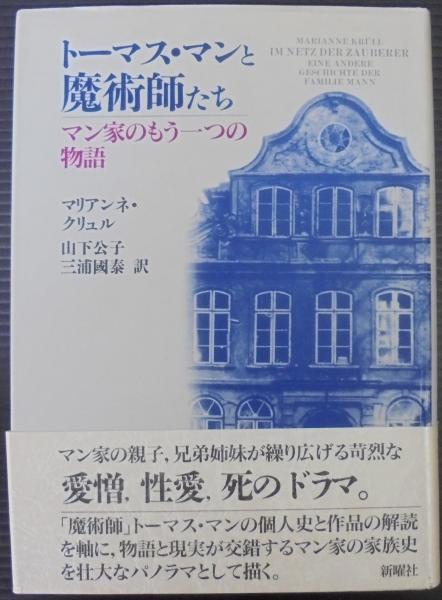 トーマス・マンと
魔術師たち
マン家のもう一つの
物語
マリアンネ・
クリュル
山下公子
三浦國泰 訳
MARIANNE KRÜLL
IM NETZ DER ZAUBERER
EINE ANDERE
GESCHICHTE DER
FAMILIE MANN
マン家の親子,兄弟姉妹が繰り広げる苛烈な
愛憎,性愛,死のドラマ。
「魔術師」トーマス・マンの個人史と作品の解読
を軸に,物語と現実が交錯するマン家の家族史
を壮大なパノラマとして描く。
新曜社